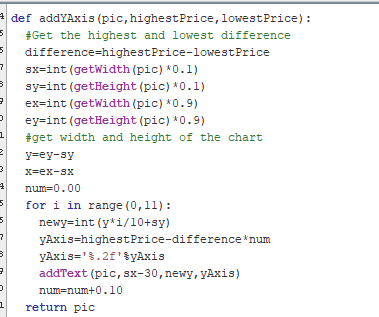 def addYAxis(pic,highestPrice,lowestPrice):
  #Get the highest and lowest difference
  difference=highestPrice-lowestPrice
  sx=int(getWidth(pic)*0.1)
  sy=int(getHeight(pic)*0.1)
  ex=int(getWidth(pic)*0.9)
  ey=int(getHeight(pic)*0.9)
  #get width and height of the chart
  y=ey-sy
  x=ex-sx
  num=0.00
  for i in range(0,11):
    newy=int(y*i/10+sy)
    yAxis=highestPrice-difference*num
    yAxis='%.2f'%yAxis
    addText(pic,sx-30,newy,yAxis)
    num=num+0.10
  return pic